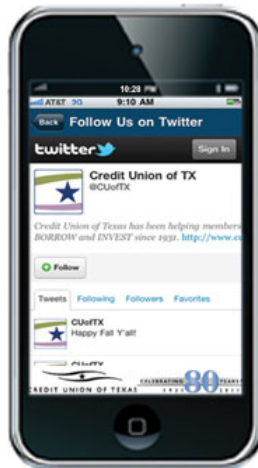 10:28 PM
AT&T 3G 9:10 AM
Back Follow Us on Twitter
twitter Sign In
Credit Union of TX
@CUofTX
Credit Union of Texas has been helping members
BORROW and INVEST since 1931. http://www.cu
Follow
Tweets Following Followers Favorites
CUofTX
Happy Fall Y'all!
CUofTX
CELEBRATING 80 YEARS
CREDIT UNION OF TEXAS